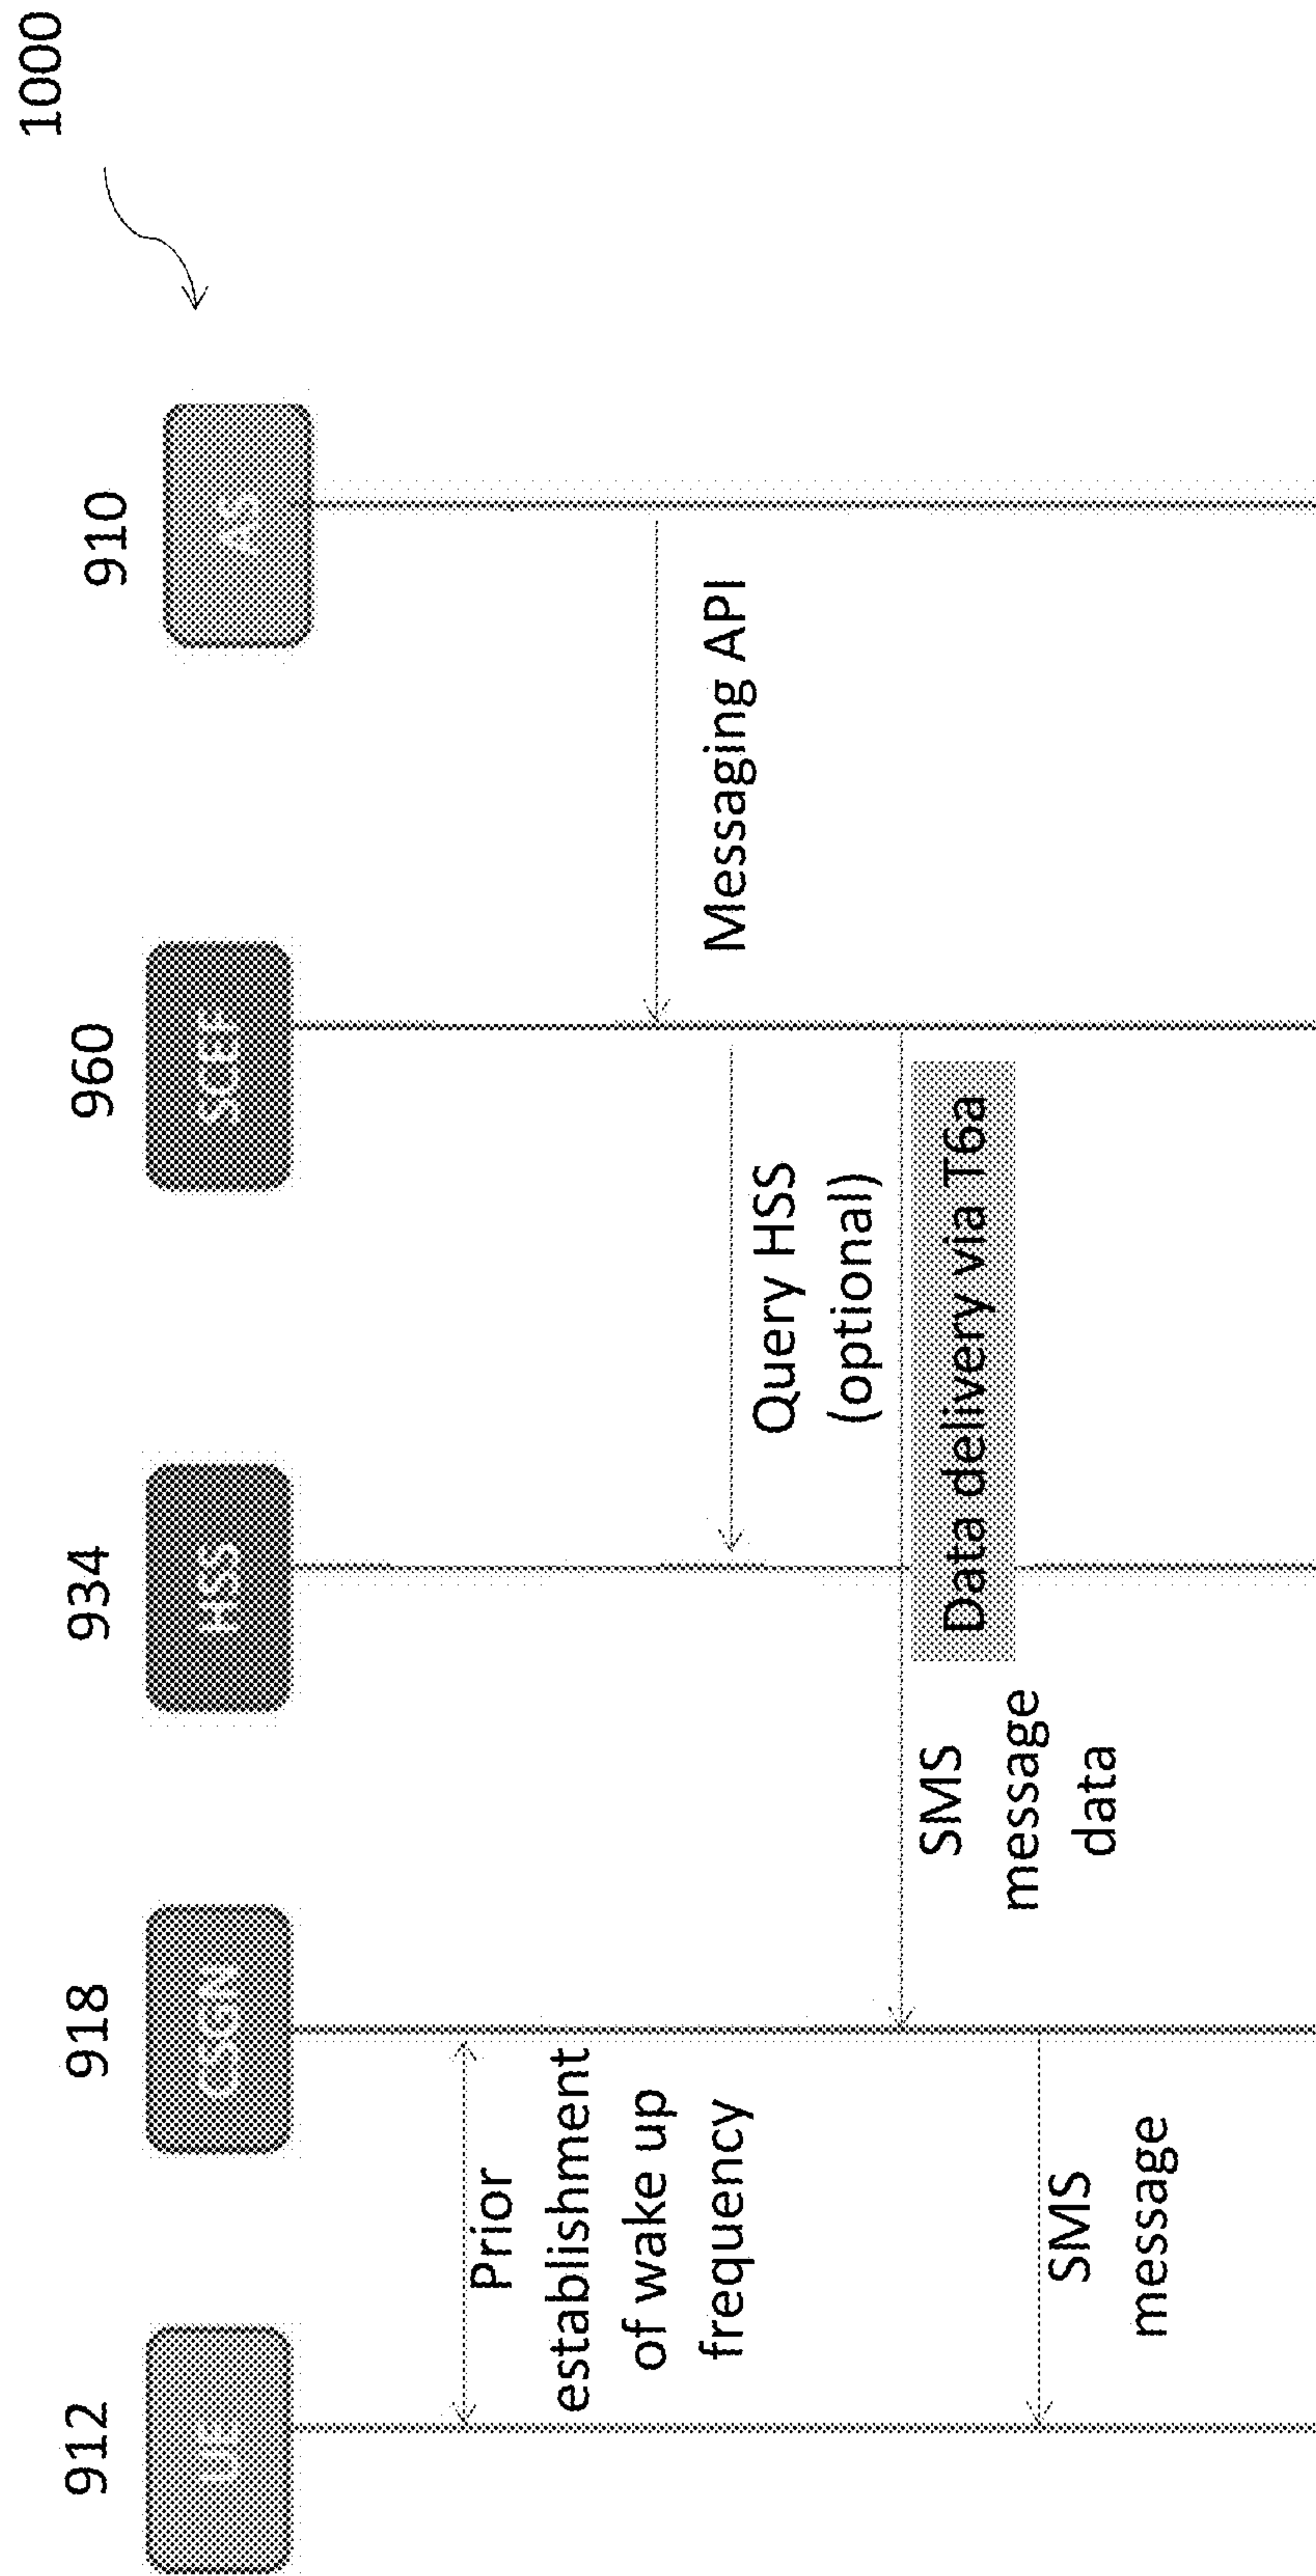 1000
912
918
934
960
910
UE
CSGN
HSS
SCEF
AS
Prior
establishment
of wake up
frequency
Messaging API
Query HSS
(optional)
Data delivery via T6a
SMS
message
data
SMS
message